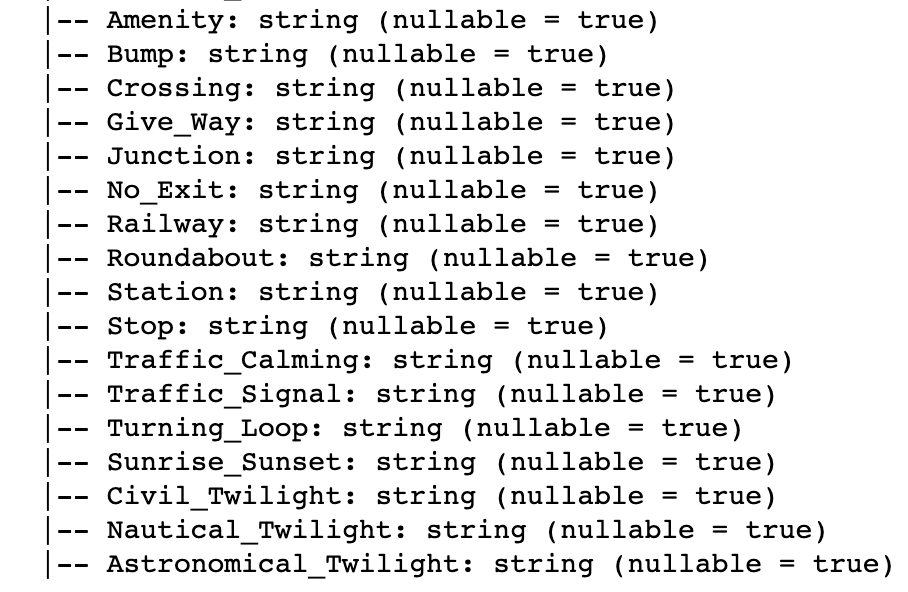 |-- Amenity: string (nullable = true)
|-- Bump: string (nullable = true)
|-- Crossing: string (nullable = true)
|-- Give_Way: string (nullable = true)
|-- Junction: string (nullable = true)
|-- No_Exit: string (nullable = true)
|-- Railway: string (nullable = true)
|-- Roundabout: string (nullable = true)
|-- Station: string (nullable = true)
|-- Stop: string (nullable = true)
|-- Traffic_Calming: string (nullable = true)
|-- Traffic_Signal: string (nullable = true)
|-- Turning_Loop: string (nullable = true)
|-- Sunrise_Sunset: string (nullable = true)
|-- Civil_Twilight: string (nullable = true)
|-- Nautical_Twilight: string (nullable = true)
|-- Astronomical_Twilight: string (nullable = true)